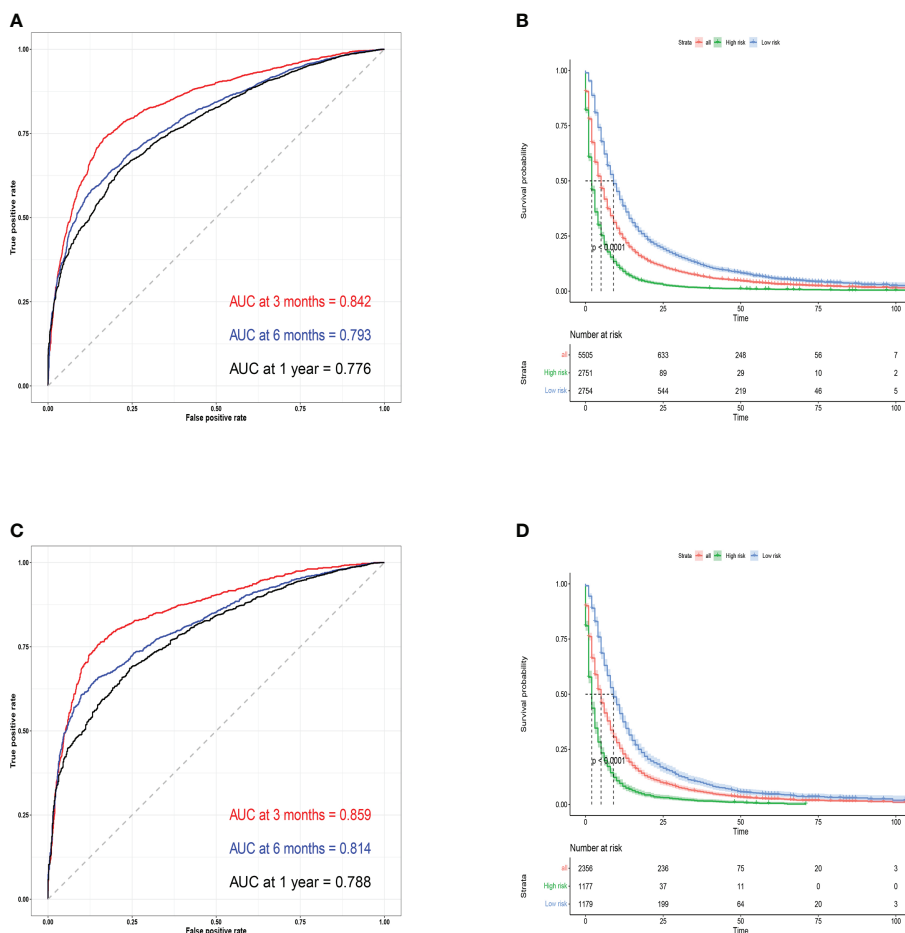 A
1.00
0.75
0.50
0.25
0.00
True positive rate
AUC at 3 months = 0.842
AUC at 6 months = 0.793
AUC at 1 year = 0.776
0.00 0.25 0.50 0.75 1.00
False positive rate
B
Strata all High risk Low risk
1.00
0.75
0.50
0.25
0.00
Survival probability
p < 0.0001
0 25 50 75 100
Time
Number at risk
Strata
all 5505 633 248 56 7
High risk 2751 89 29 10 2
Low risk 2754 544 219 46 5
0 25 50 75 100
Time
C
1.00
0.75
0.50
0.25
0.00
True positive rate
AUC at 3 months = 0.859
AUC at 6 months = 0.814
AUC at 1 year = 0.788
0.00 0.25 0.50 0.75 1.00
False positive rate
D
Strata all High risk Low risk
1.00
0.75
0.50
0.25
0.00
Survival probability
p < 0.0001
0 25 50 75 100
Time
Number at risk
Strata
all 2356 236 75 20 3
High risk 1177 37 11 0 0
Low risk 1179 199 64 20 3
0 25 50 75 100
Time